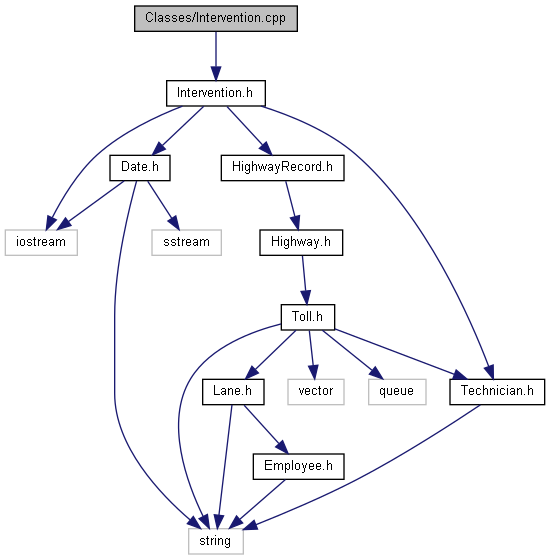 Classes/Intervention.cpp
Intervention.h
Date.h
HighwayRecord.h
iostream
sstream
Highway.h
Toll.h
Lane.h
vector
queue
Technician.h
Employee.h
string